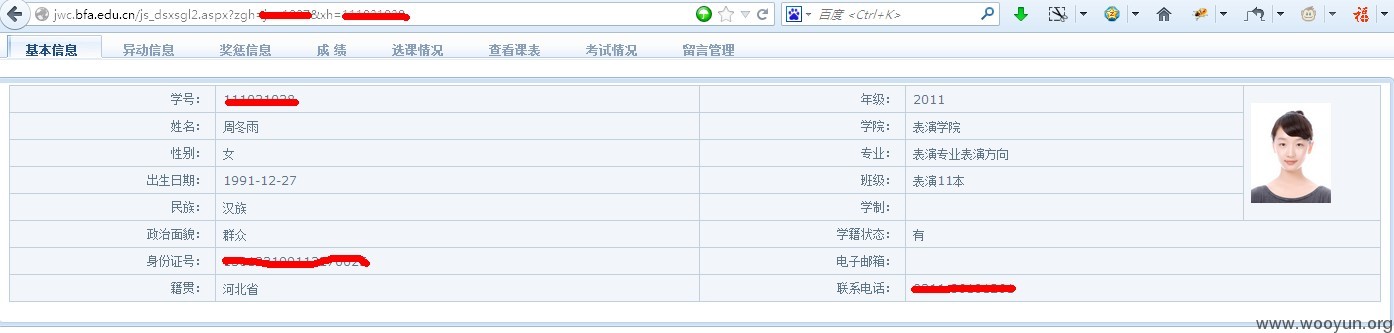 jwc.bfa.edu.cn/js_dsxsgl2.aspx?zgh= &xh=
百度 <Ctrl+K>
福
基本信息 异动信息 奖惩信息 成 绩 选课情况 查看课表 考试情况 留言管理
学号： 年级： 2011
姓名： 周冬雨 学院： 表演学院
性别： 女 专业： 表演专业表演方向
出生日期： 1991-12-27 班级： 表演11本
民族： 汉族 学制：
政治面貌： 群众 学籍状态： 有
身份证号： 电子邮箱：
籍贯： 河北省 联系电话：
www.wooyun.org